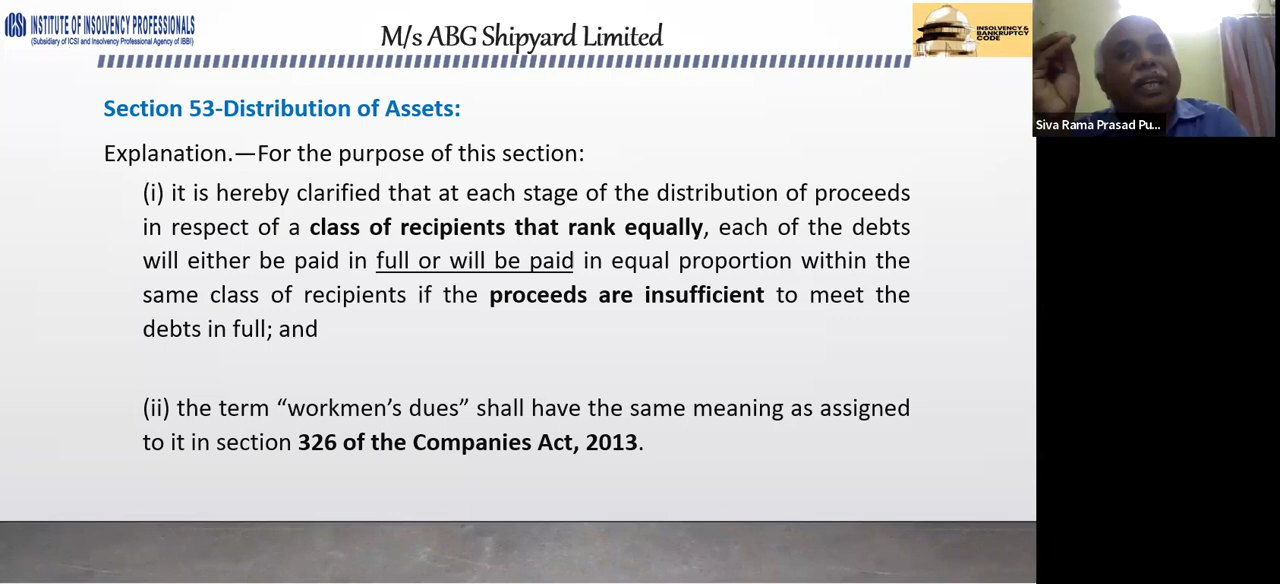 ICSI INSTITUTE OF INSOLVENCY PROFESSIONALS
(Subsidiary of ICSI and Insolvency Professional Agency of IBBI)
M/s ABG Shipyard Limited
INSOLVENCY &
BANKRUPTCY
CODE
Siva Rama Prasad Pu...
Section 53-Distribution of Assets:
Explanation.—For the purpose of this section:
(i) it is hereby clarified that at each stage of the distribution of proceeds
in respect of a class of recipients that rank equally, each of the debts
will either be paid in full or will be paid in equal proportion within the
same class of recipients if the proceeds are insufficient to meet the
debts in full; and
(ii) the term “workmen’s dues” shall have the same meaning as assigned
to it in section 326 of the Companies Act, 2013.